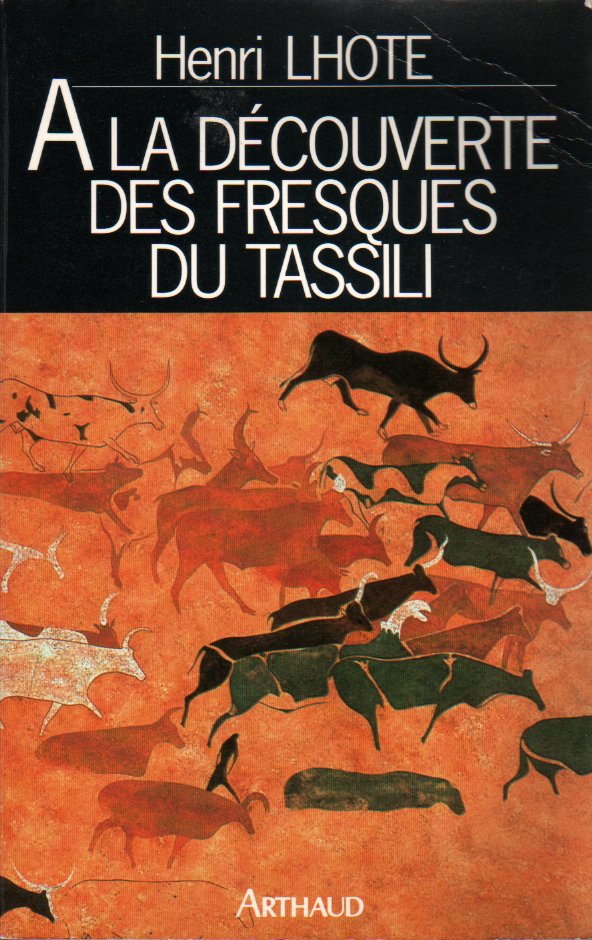 Henri LHOTE
A LA DÉCOUVERTE
DES FRESQUES
DU TASSILI
ARTHAUD